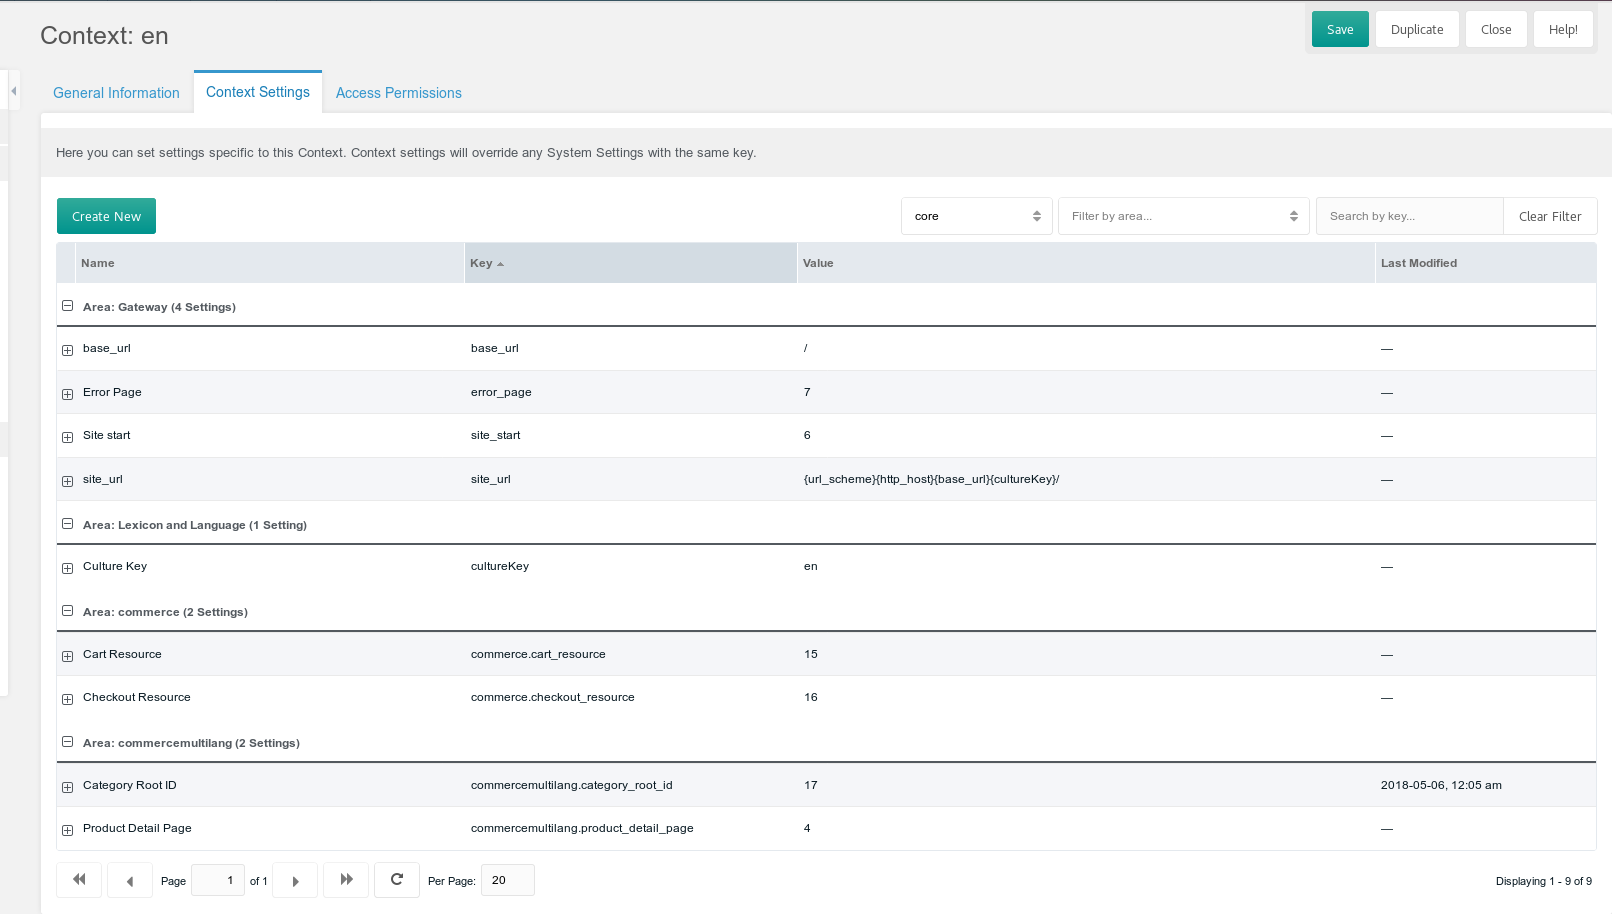 Context: en
Save Duplicate Close Help!
General Information Context Settings Access Permissions
Here you can set settings specific to this Context. Context settings will override any System Settings with the same key.
Create New core Filter by area... Search by key... Clear Filter
Name Key Value Last Modified
Area: Gateway (4 Settings)
base_url base_url / —
Error Page error_page 7 —
Site start site_start 6 —
site_url site_url {url_scheme}{http_host}{base_url}{cultureKey}/ —
Area: Lexicon and Language (1 Setting)
Culture Key cultureKey en —
Area: commerce (2 Settings)
Cart Resource commerce.cart_resource 15 —
Checkout Resource commerce.checkout_resource 16 —
Area: commercemultilang (2 Settings)
Category Root ID commercemultilang.category_root_id 17 2018-05-06, 12:05 am
Product Detail Page commercemultilang.product_detail_page 4 —
Page 1 of 1 Per Page: 20 Displaying 1 - 9 of 9